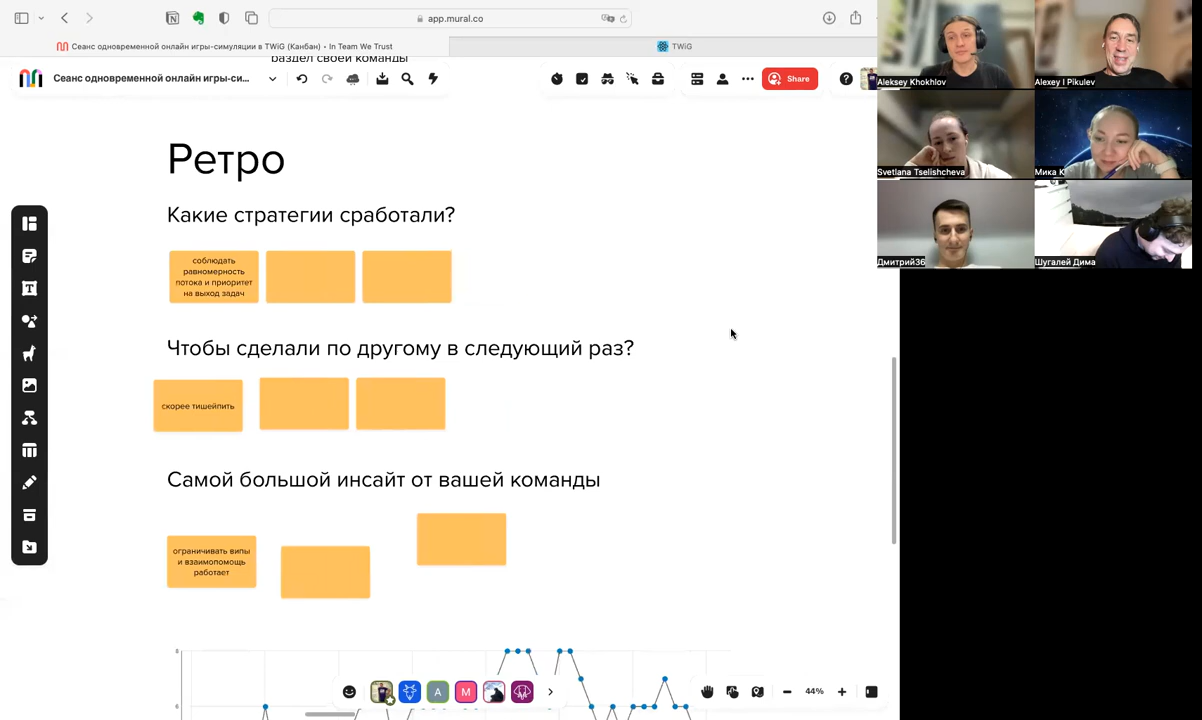 app.mural.co
Сеанс одновременной онлайн игры-симуляции в TWiG (Канбан) • In Team We Trust
TWiG
раздел своей команды
Сеанс одновременной онлайн игры-си...
Share
Aleksey Khokhlov
Alexey I Pikulev
Svetlana Tselishcheva
Мика К
Дмитрий36
Шугалей Дима
Ретро
Какие стратегии сработали?
соблюдать
равномерность
потока и приоритет
на выход задач
Чтобы сделали по другому в следующий раз?
скорее тишейпить
Самой большой инсайт от вашей команды
ограничивать випы
и взаимопомощь
работает
8
6
A
M
44%